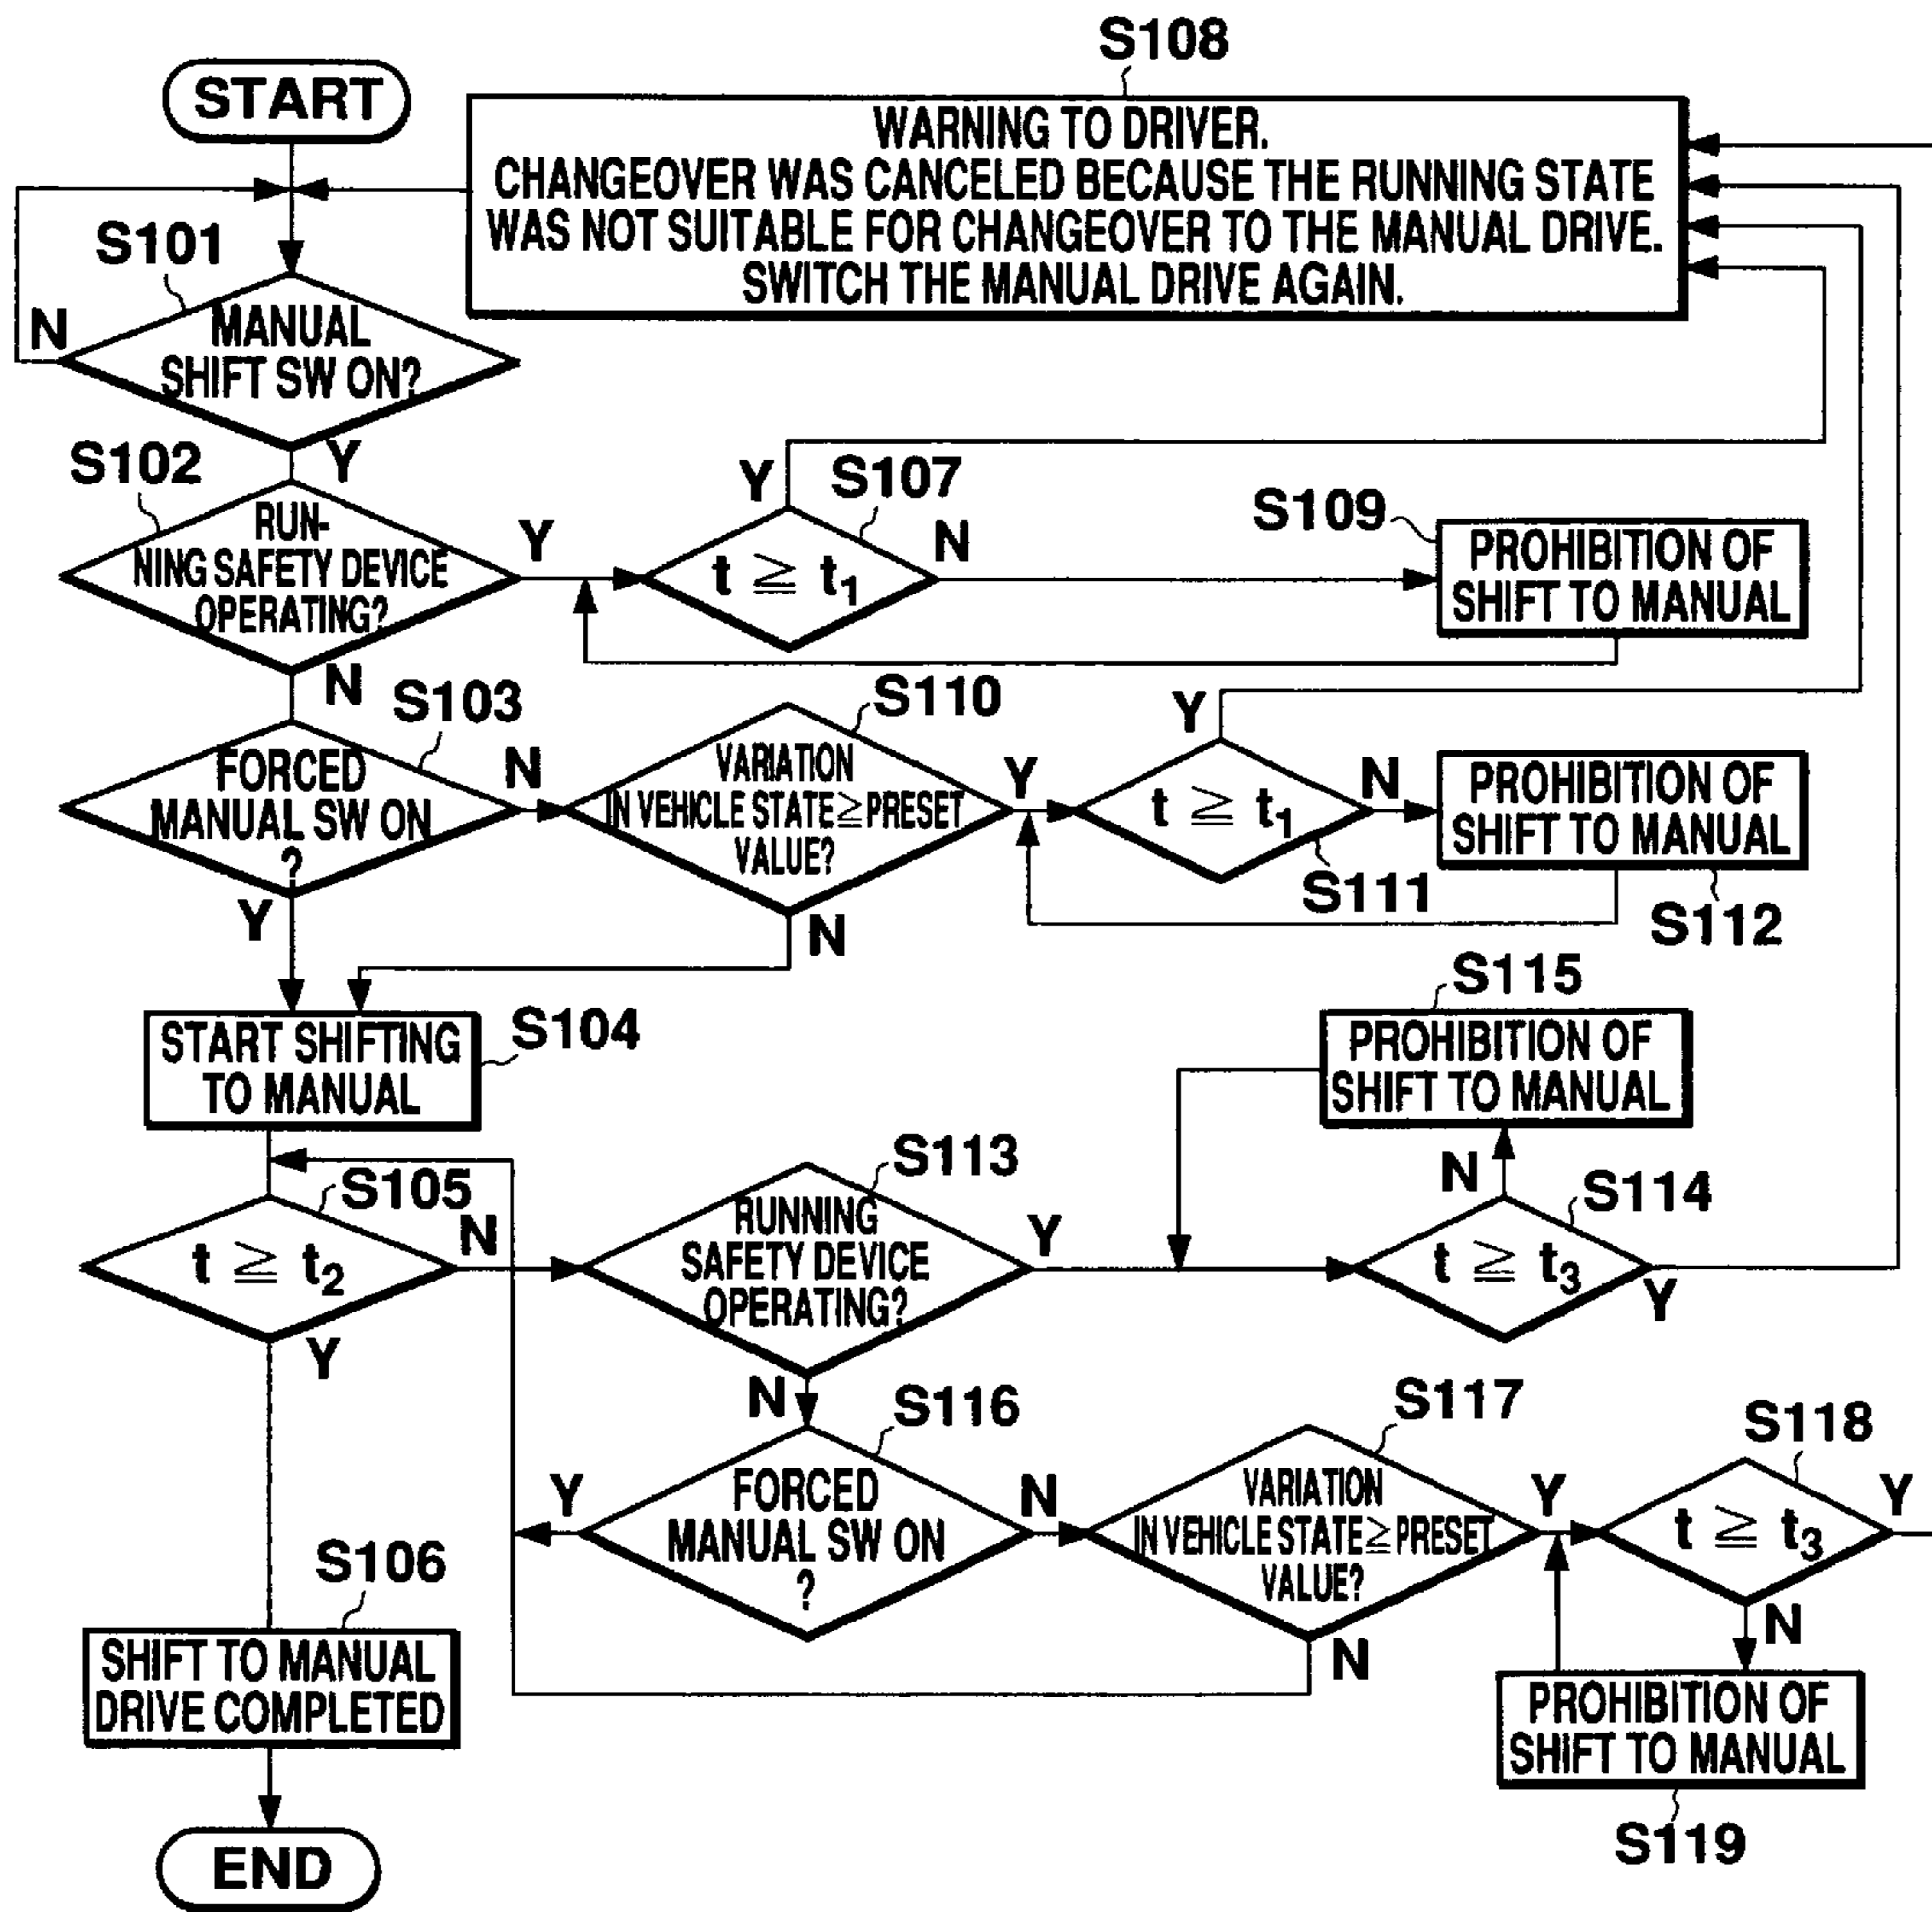 S108
START
WARNING TO DRIVER.
CHANGEOVER WAS CANCELED BECAUSE THE RUNNING STATE
WAS NOT SUITABLE FOR CHANGEOVER TO THE MANUAL DRIVE.
SWITCH THE MANUAL DRIVE AGAIN.
S101
N
MANUAL
SHIFT SW ON?
Y
S102
RUN-
NING SAFETY DEVICE
OPERATING?
Y
N
Y
S107
t ≧ t1
N
S109
PROHIBITION OF
SHIFT TO MANUAL
S103
FORCED
MANUAL SW ON
?
N
Y
S110
VARIATION
IN VEHICLE STATE≧PRESET
VALUE?
Y
N
Y
t ≧ t1
N
S111
PROHIBITION OF
SHIFT TO MANUAL
S112
START SHIFTING
TO MANUAL
S104
S115
PROHIBITION OF
SHIFT TO MANUAL
S105
t ≧ t2
N
Y
S113
RUNNING
SAFETY DEVICE
OPERATING?
Y
N
N
S114
t ≧ t3
Y
S116
Y
FORCED
MANUAL SW ON
?
N
S117
VARIATION
IN VEHICLE STATE≧PRESET
VALUE?
Y
N
S118
t ≧ t3
Y
N
S106
SHIFT TO MANUAL
DRIVE COMPLETED
PROHIBITION OF
SHIFT TO MANUAL
S119
END